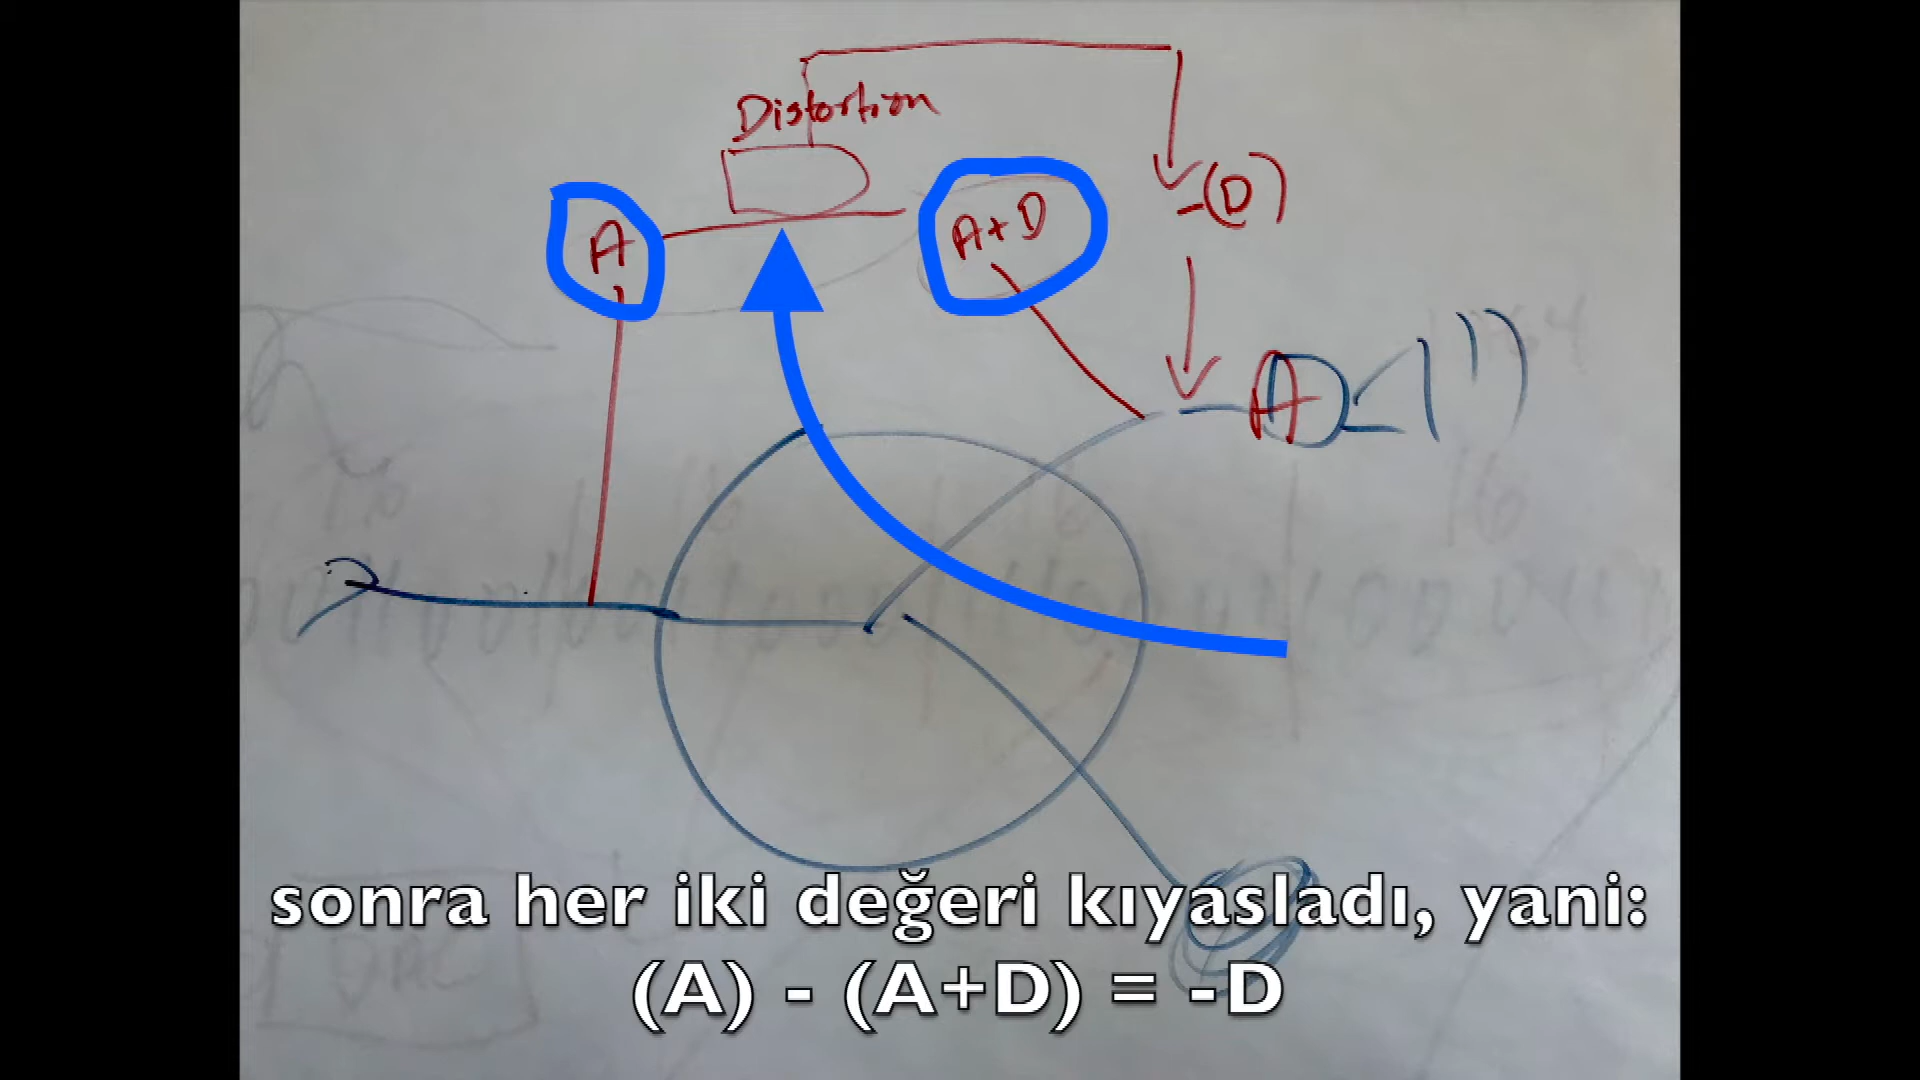 Distortion
A
A+D
-(D)
A
sonra her iki değeri kıyasladı, yani:
(A) - (A+D) = -D